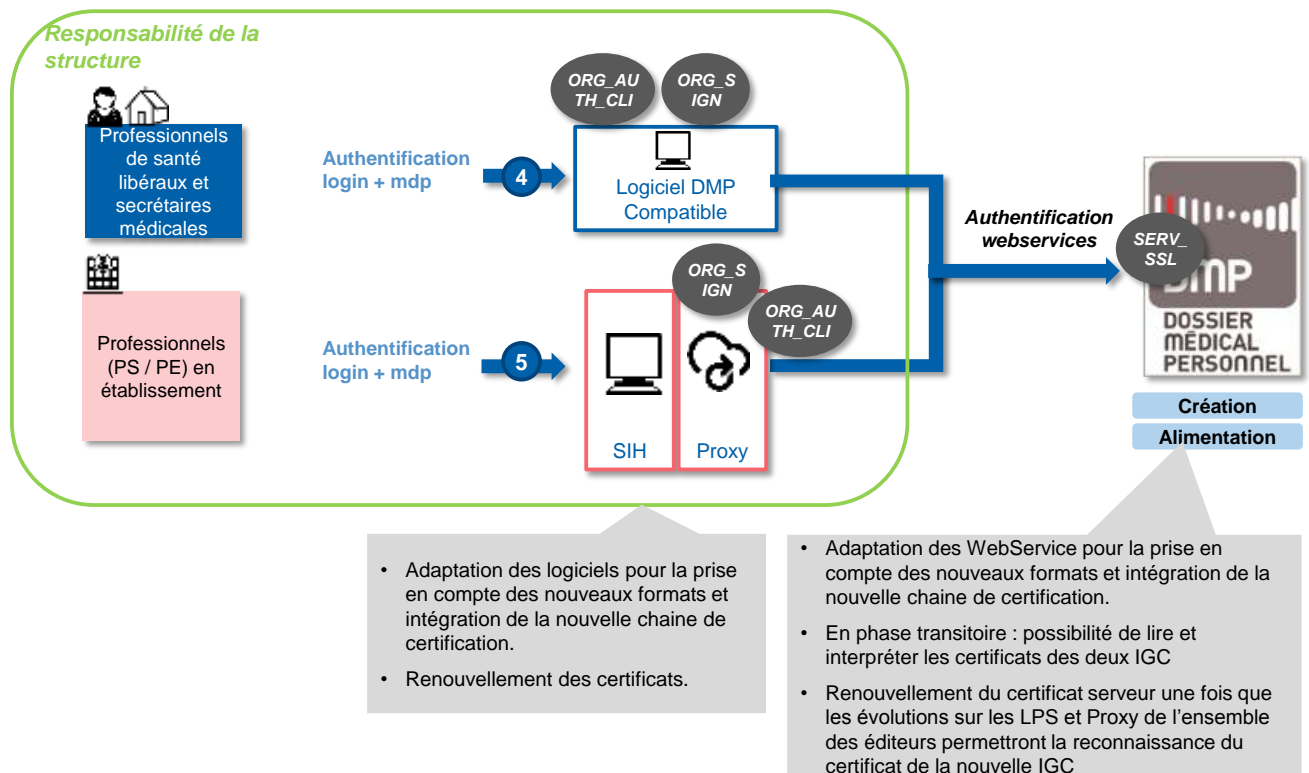 Responsabilité de la
structure
Professionnels
de santé
libéraux et
secrétaires
médicales
Authentification
login + mdp
4
ORG_AU
TH_CLI
ORG_S
IGN
Logiciel DMP
Compatible
Professionnels
(PS / PE) en
établissement
Authentification
login + mdp
5
ORG_S
IGN
ORG_AU
TH_CLI
SIH
Proxy
Authentification
webservices
SERV_
SSL
DMP
DOSSIER
MÉDICAL
PERSONNEL
Création
Alimentation
• Adaptation des logiciels pour la prise
en compte des nouveaux formats et
intégration de la nouvelle chaine de
certification.
• Renouvellement des certificats.
• Adaptation des WebService pour la prise en
compte des nouveaux formats et intégration de la
nouvelle chaine de certification.
• En phase transitoire : possibilité de lire et
interpréter les certificats des deux IGC
• Renouvellement du certificat serveur une fois que
les évolutions sur les LPS et Proxy de l'ensemble
des éditeurs permettront la reconnaissance du
certificat de la nouvelle IGC